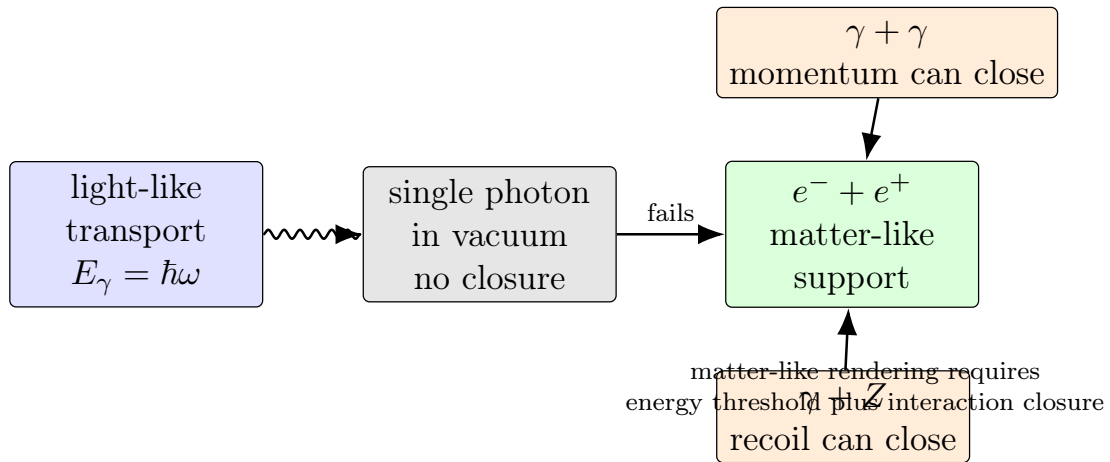 γ + γ
momentum can close
light-like
transport
E_γ = ħω
single photon
in vacuum
no closure
fails
e⁻ + e⁺
matter-like
support
matter-like rendering requires
energy threshold plus interaction closure
γ + Z
recoil can close